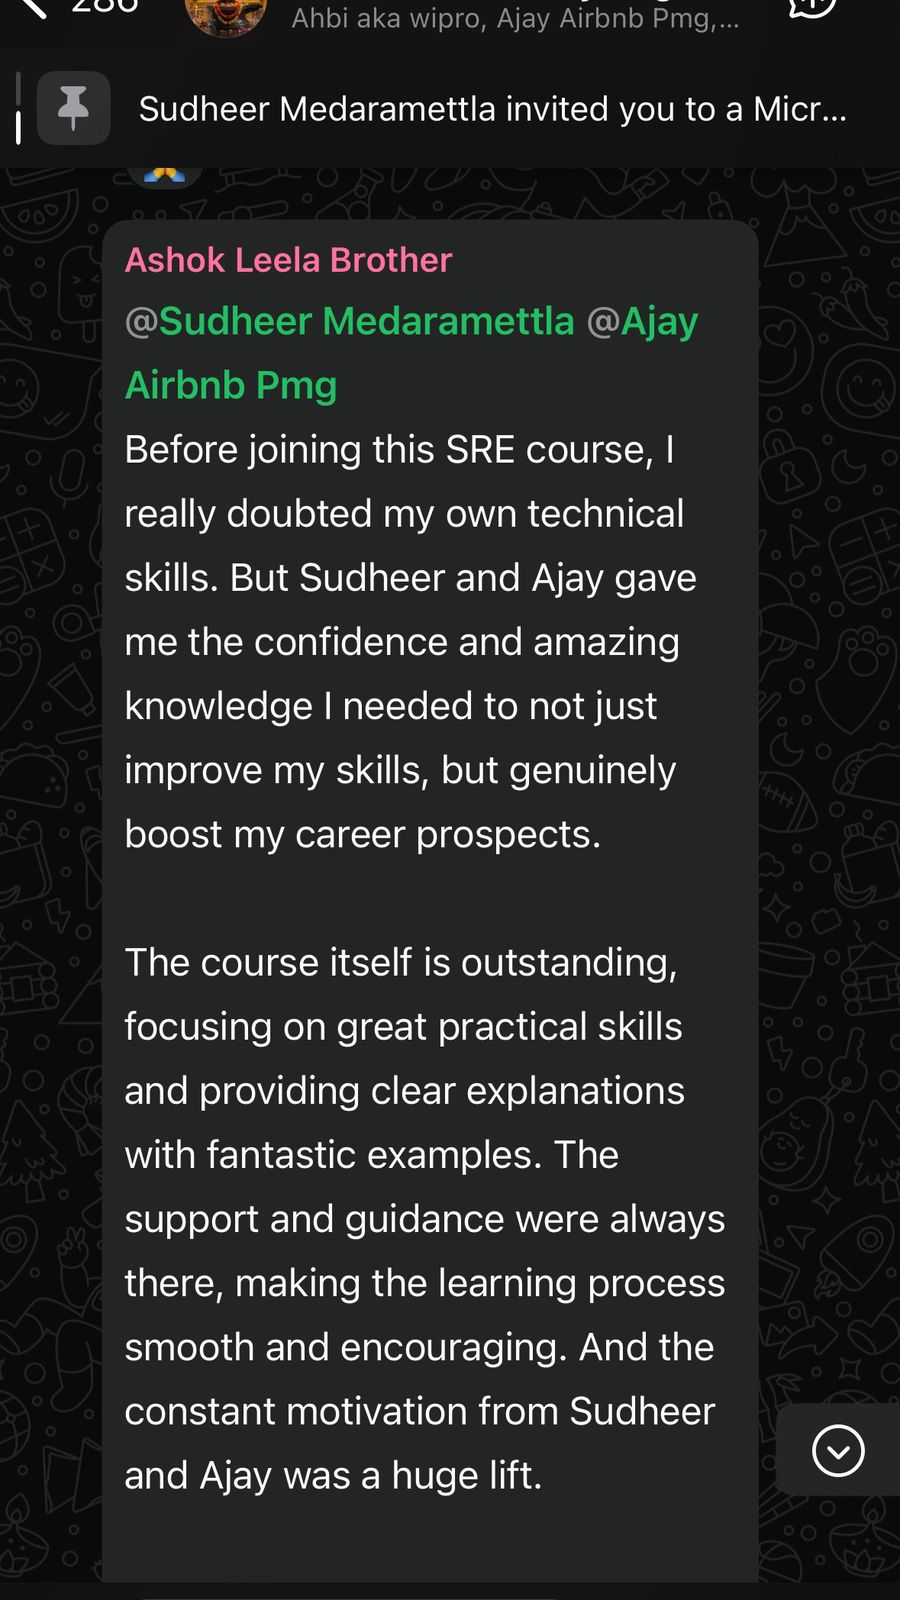 286
Ahbi aka wipro, Ajay Airbnb Pmg,...
Sudheer Medaramettla invited you to a Micr...
Ashok Leela Brother
@Sudheer Medaramettla @Ajay
Airbnb Pmg
Before joining this SRE course, I
really doubted my own technical
skills. But Sudheer and Ajay gave
me the confidence and amazing
knowledge I needed to not just
improve my skills, but genuinely
boost my career prospects.
The course itself is outstanding,
focusing on great practical skills
and providing clear explanations
with fantastic examples. The
support and guidance were always
there, making the learning process
smooth and encouraging. And the
constant motivation from Sudheer
and Ajay was a huge lift.